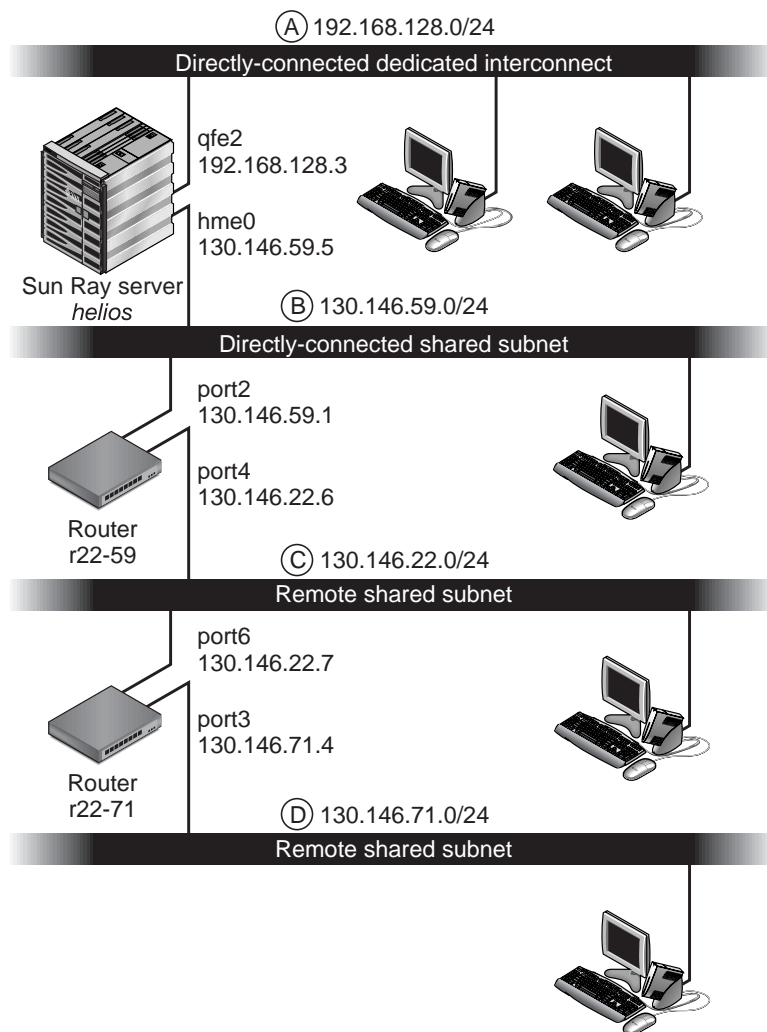 A 192.168.128.0/24
Directly-connected dedicated interconnect
qfe2
192.168.128.3
hme0
130.146.59.5
Sun Ray server
helios
B 130.146.59.0/24
Directly-connected shared subnet
port2
130.146.59.1
port4
130.146.22.6
Router
r22-59
C 130.146.22.0/24
Remote shared subnet
port6
130.146.22.7
port3
130.146.71.4
Router
r22-71
D 130.146.71.0/24
Remote shared subnet